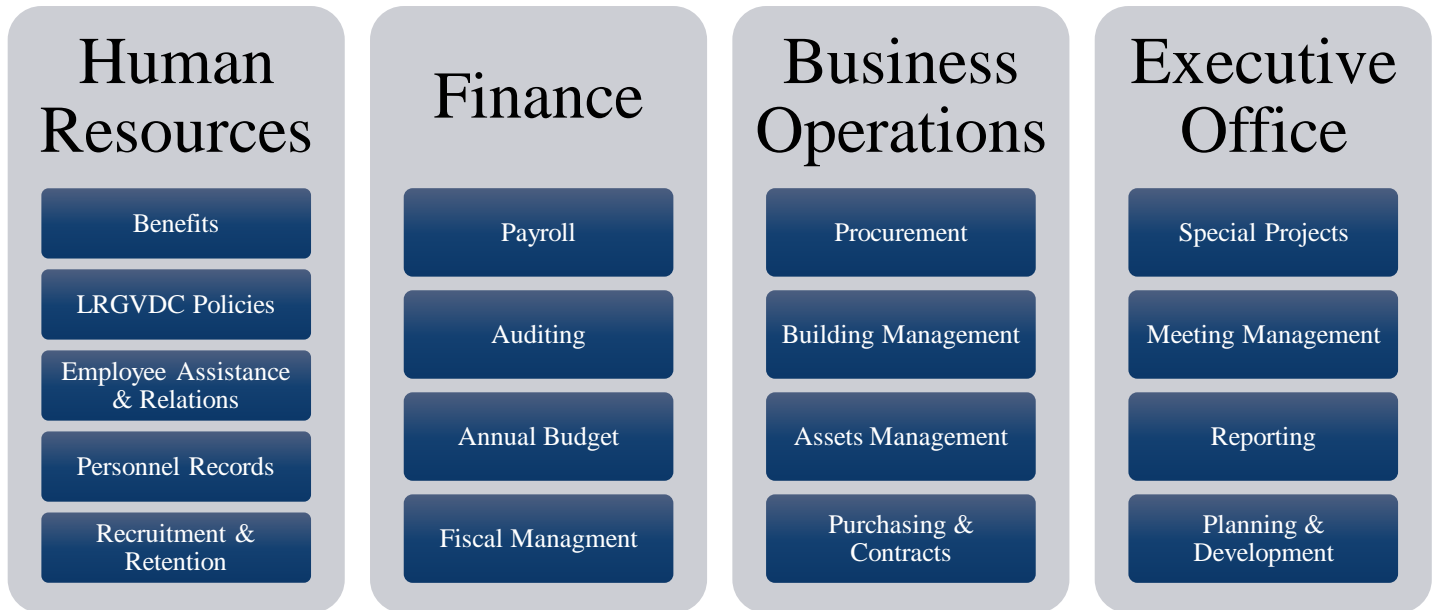 Human
Resources
Benefits
LRGVDC Policies
Employee Assistance
& Relations
Personnel Records
Recruitment &
Retention
Finance
Payroll
Auditing
Annual Budget
Fiscal Managment
Business
Operations
Procurement
Building Management
Assets Management
Purchasing &
Contracts
Executive
Office
Special Projects
Meeting Management
Reporting
Planning &
Development